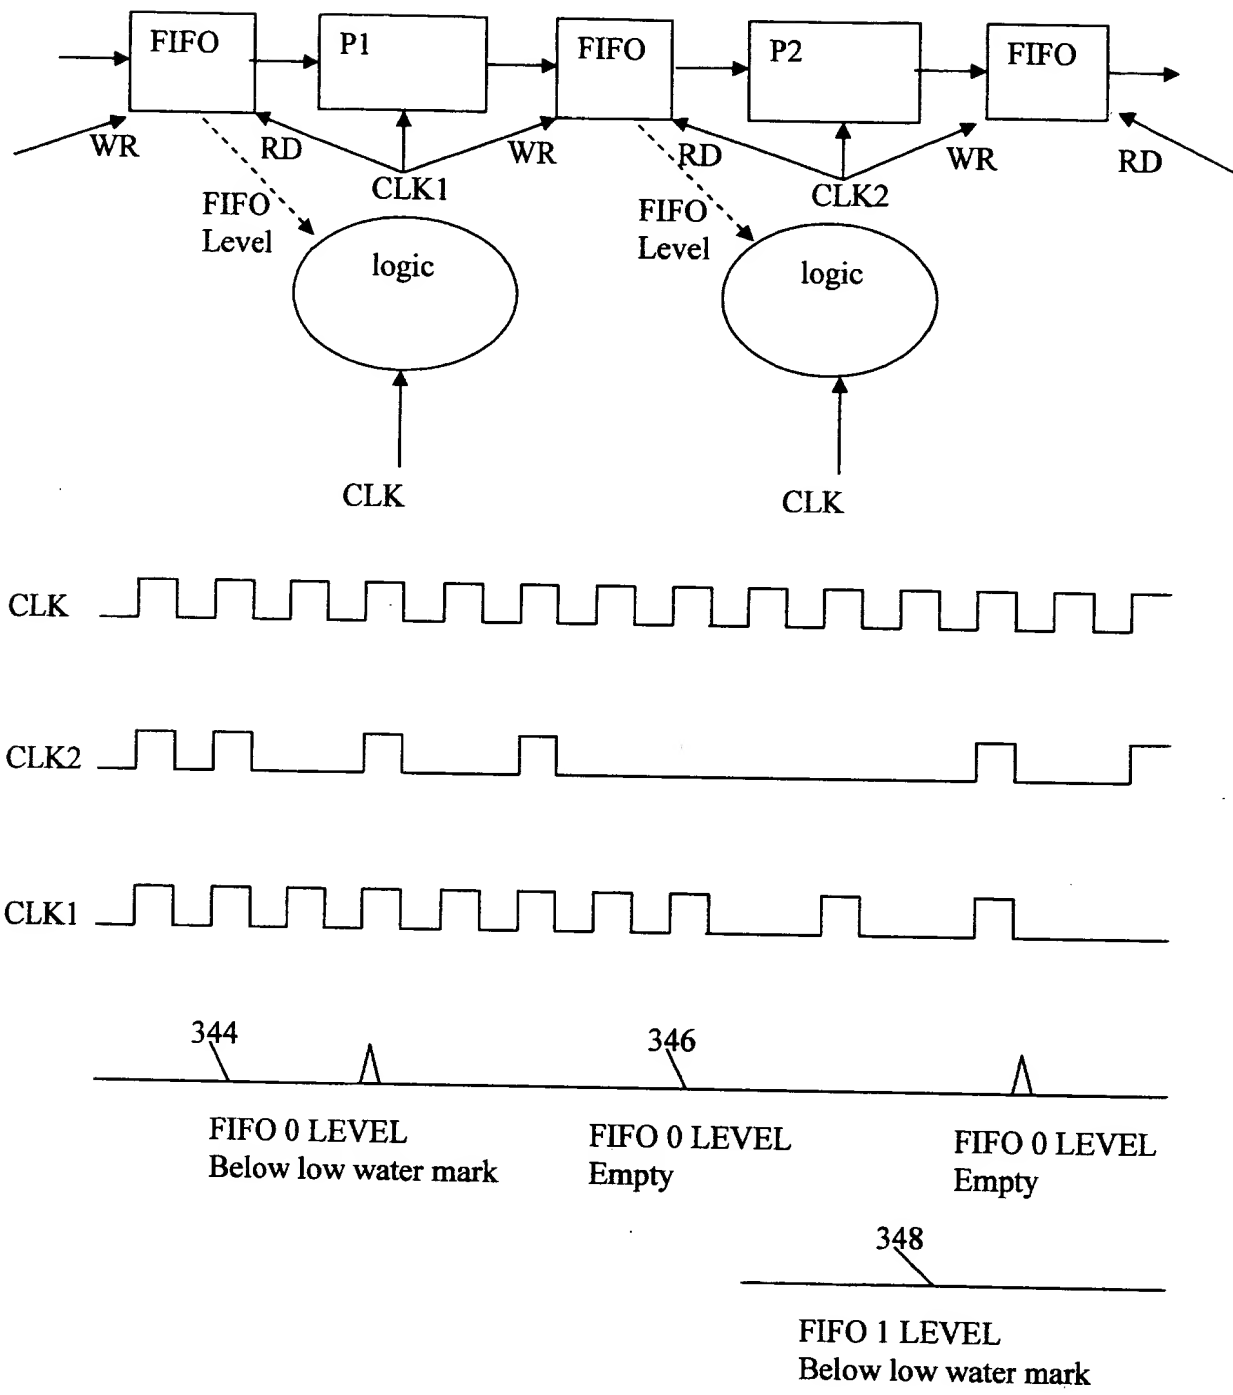 FIFO
P1
FIFO
P2
FIFO
WR
RD
WR
RD
WR
RD
CLK1
CLK2
FIFO
Level
FIFO
Level
logic
logic
CLK
CLK
CLK
CLK2
CLK1
344
346
FIFO 0 LEVEL
Below low water mark
FIFO 0 LEVEL
Empty
FIFO 0 LEVEL
Empty
348
FIFO 1 LEVEL
Below low water mark